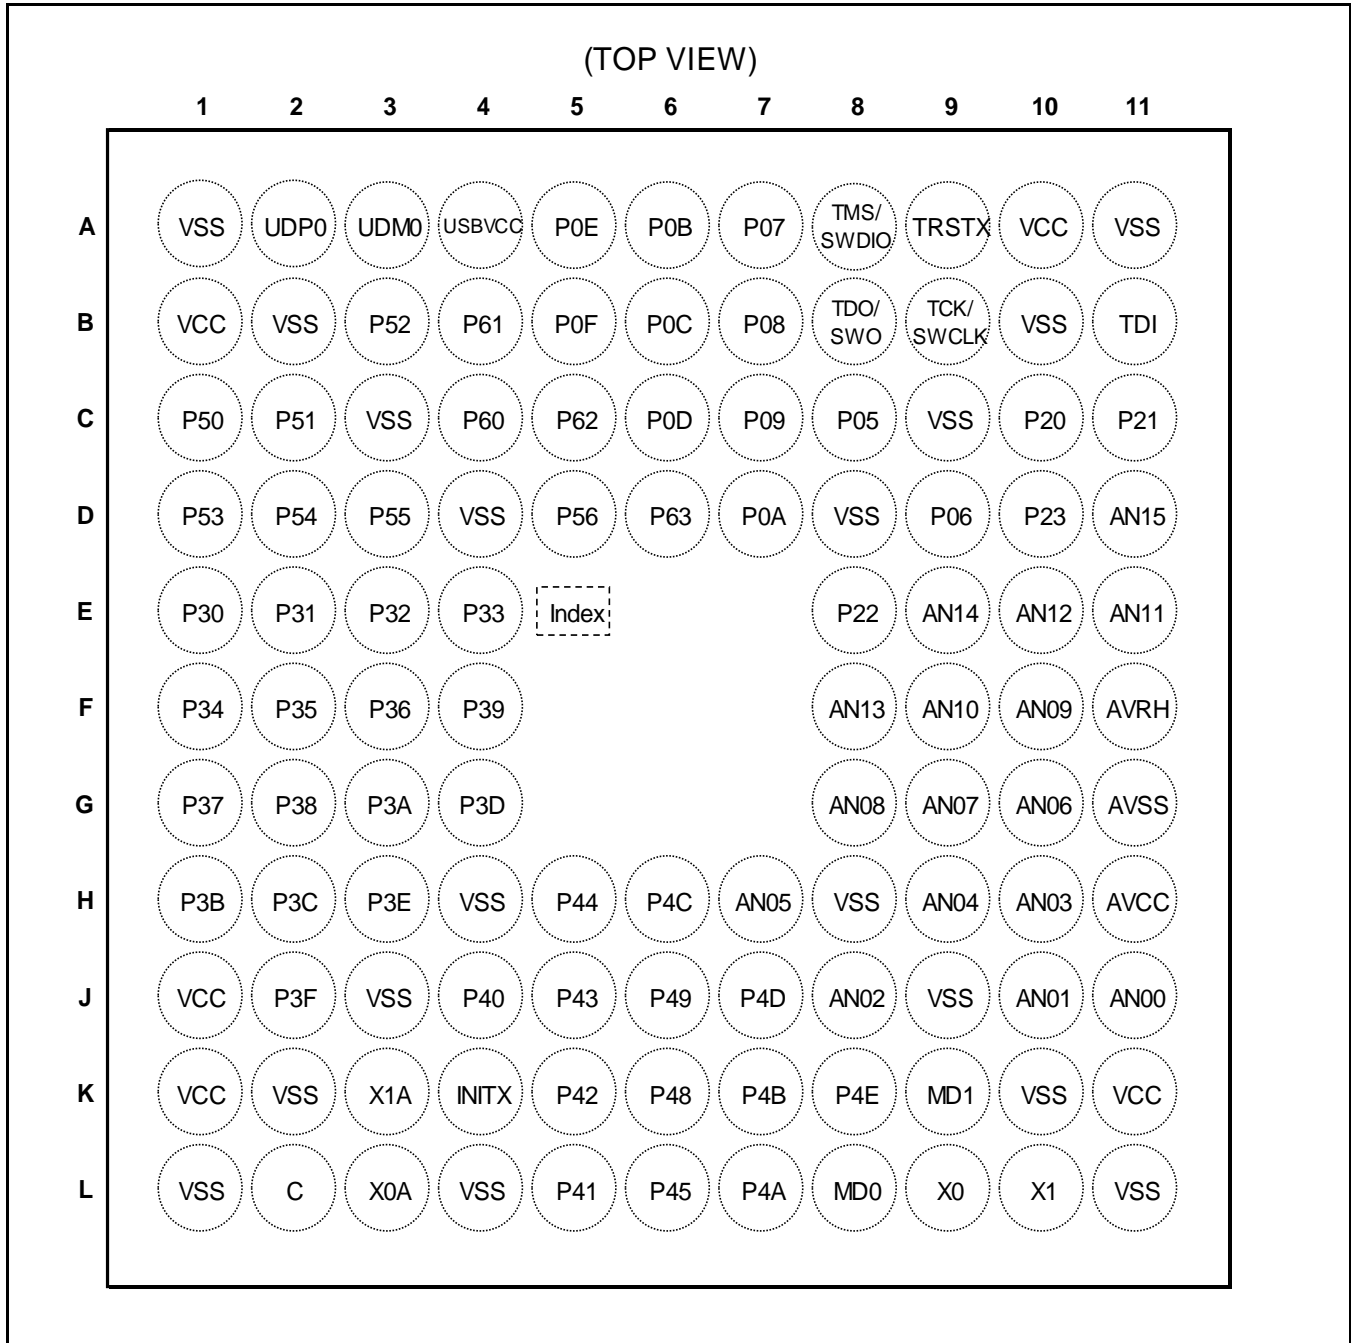 (TOP VIEW)
1 2 3 4 5 6 7 8 9 10 11
A VSS UDP0 UDM0 USBVCC P0E P0B P07 TMS/ SWDIO TRSTX VCC VSS
B VCC VSS P52 P61 P0F P0C P08 TDO/ SWO TCK/ SWCLK VSS TDI
C P50 P51 VSS P60 P62 P0D P09 P05 VSS P20 P21
D P53 P54 P55 VSS P56 P63 P0A VSS P06 P23 AN15
E P30 P31 P32 P33 Index P22 AN14 AN12 AN11
F P34 P35 P36 P39 AN13 AN10 AN09 AVRH
G P37 P38 P3A P3D AN08 AN07 AN06 AVSS
H P3B P3C P3E VSS P44 P4C AN05 VSS AN04 AN03 AVCC
J VCC P3F VSS P40 P43 P49 P4D AN02 VSS AN01 AN00
K VCC VSS X1A INITX P42 P48 P4B P4E MD1 VSS VCC
L VSS C X0A VSS P41 P45 P4A MD0 X0 X1 VSS